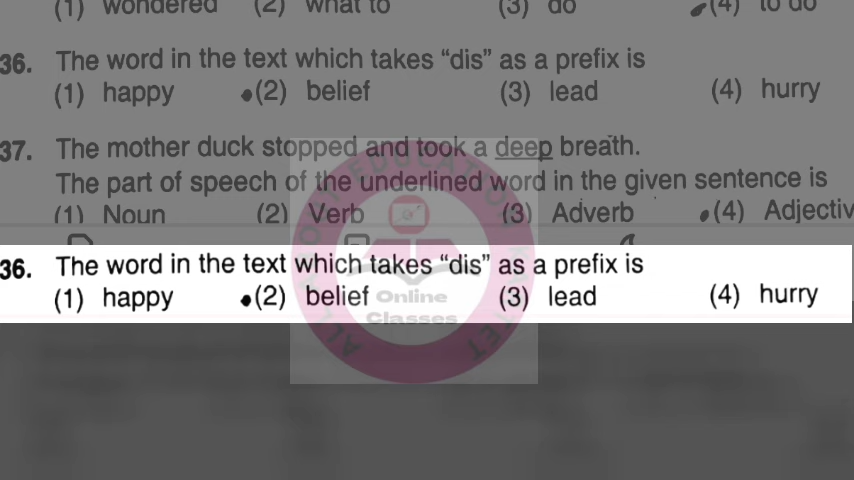 (1) wondered (2) what to (3) do (4) to do
36. The word in the text which takes “dis” as a prefix is
(1) happy (2) belief (3) lead (4) hurry
37. The mother duck stopped and took a deep breath.
The part of speech of the underlined word in the given sentence is
(1) Noun (2) Verb (3) Adverb (4) Adjectiv
36. The word in the text which takes “dis” as a prefix is
(1) happy (2) belief (3) lead (4) hurry
Online
Classes